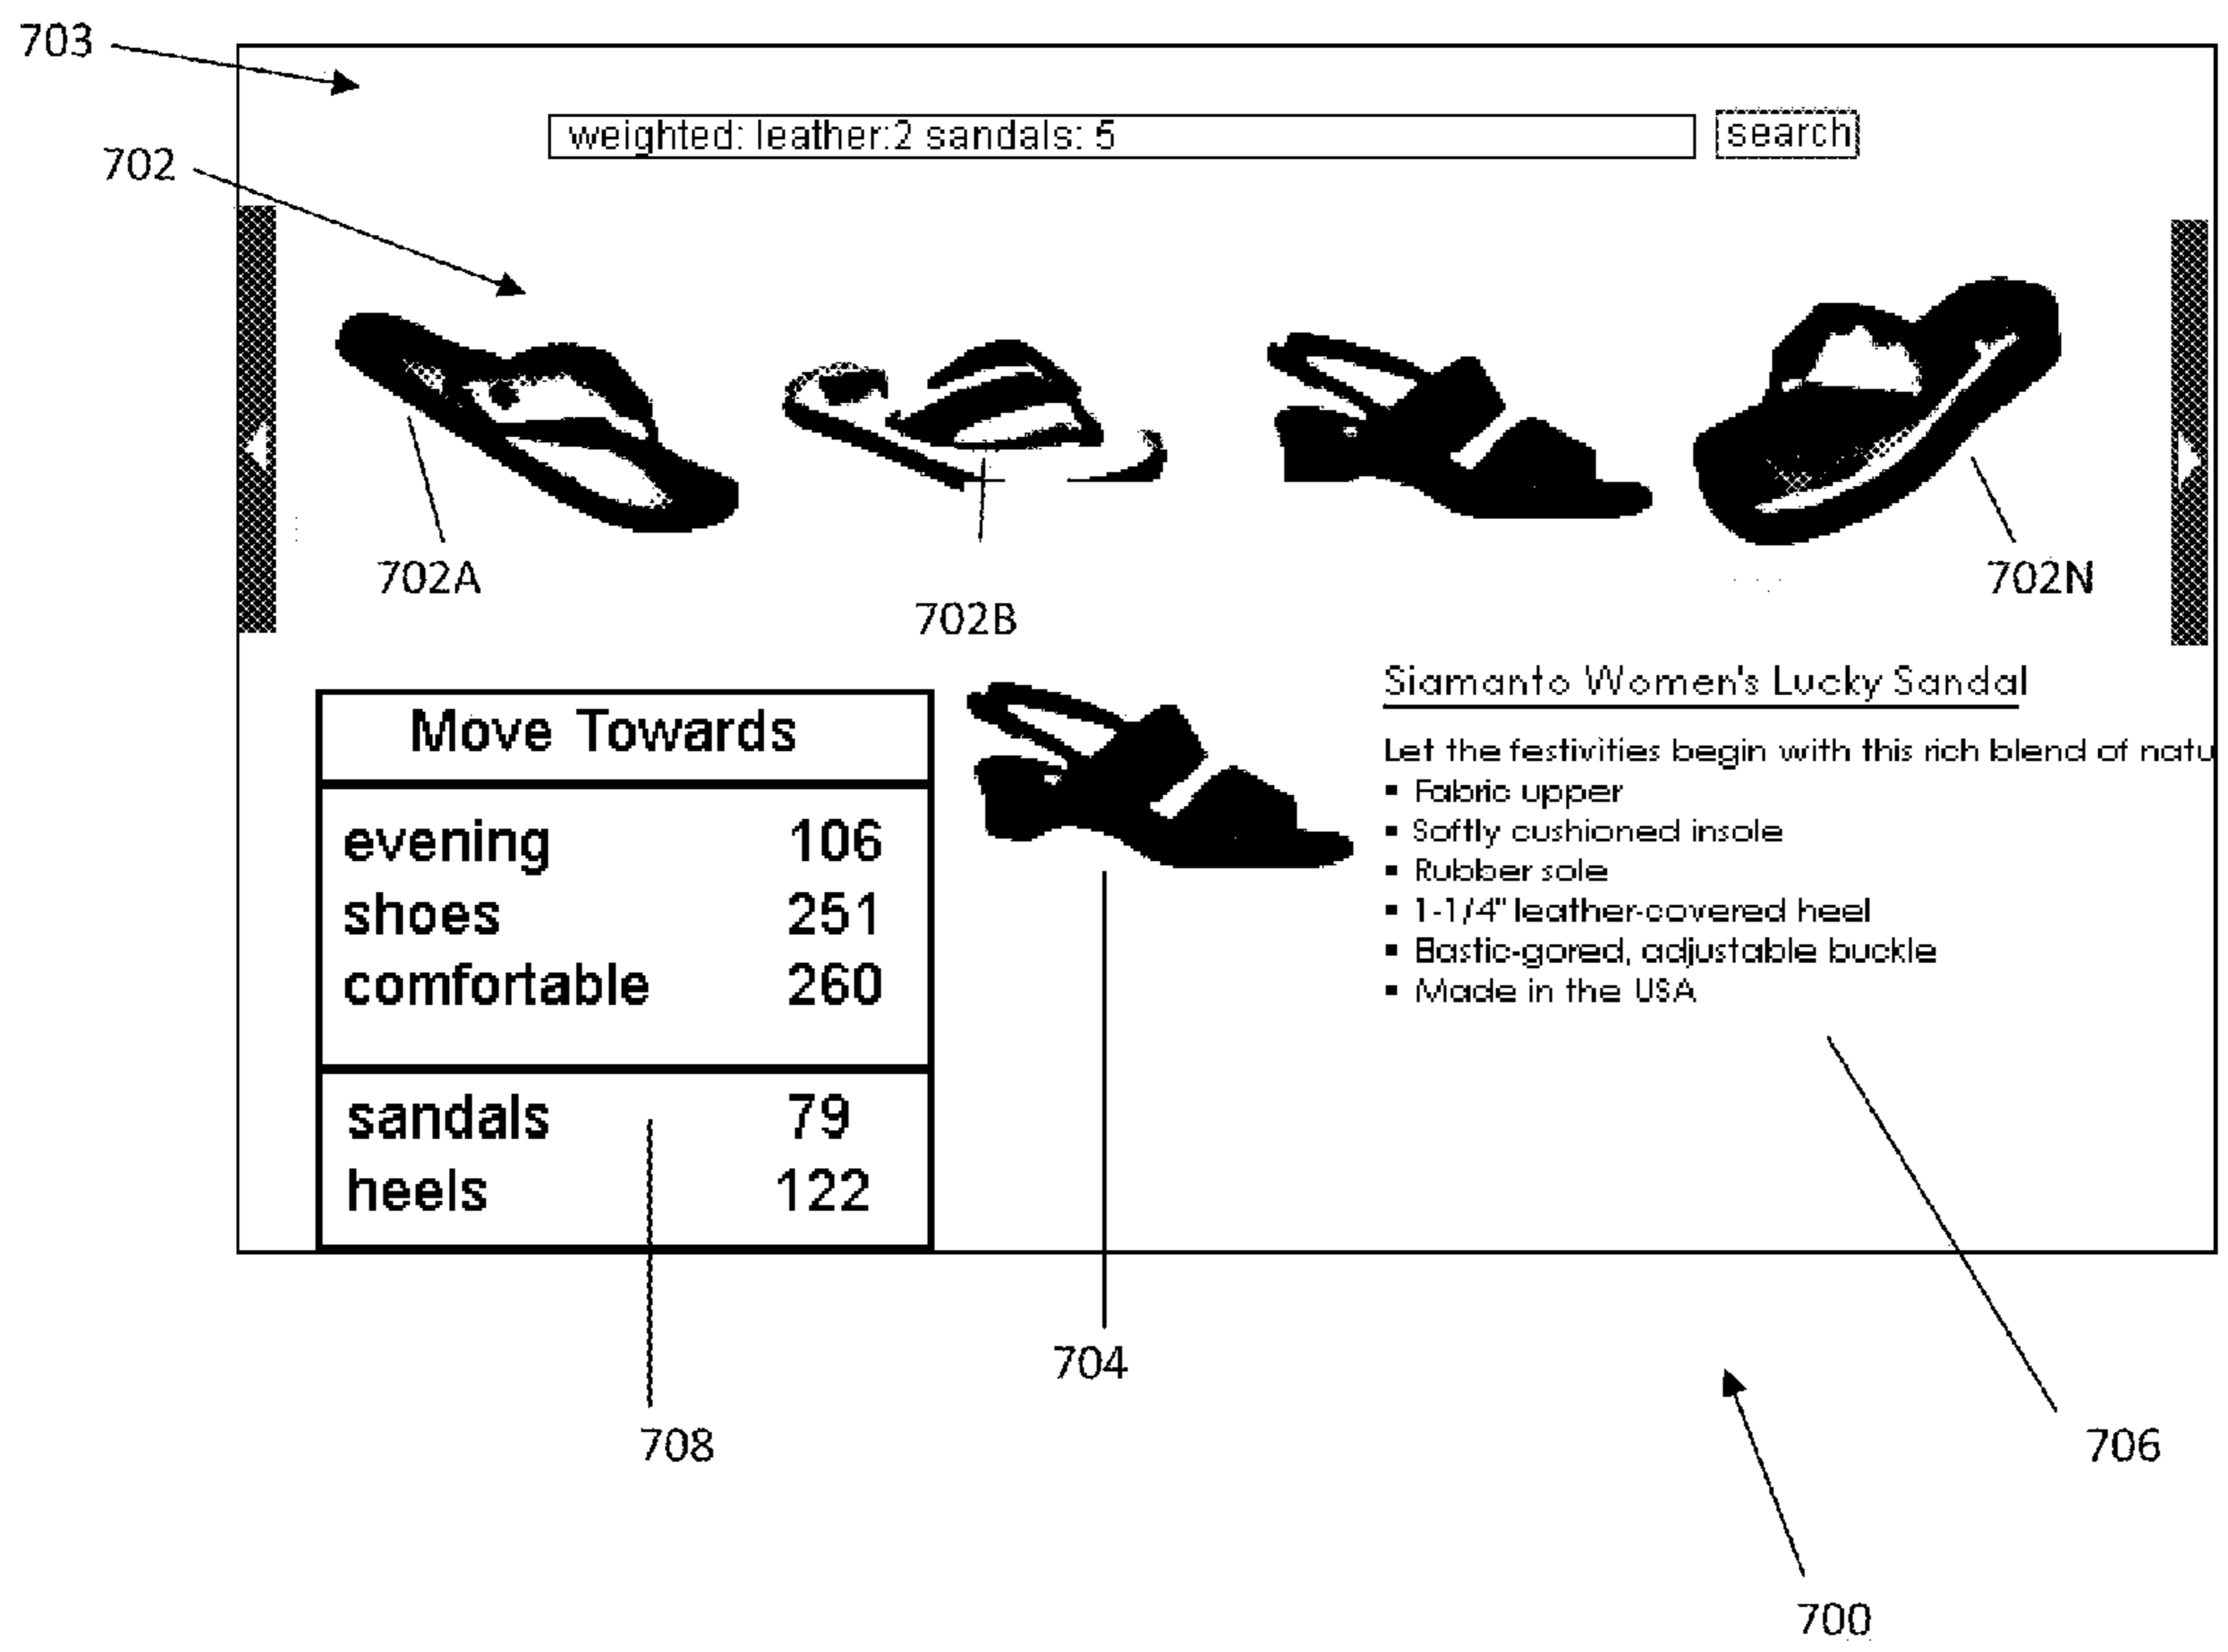 703
weighted: leather:2 sandals: 5
search
702
702A
702B
702N
Siamanto Women's Lucky Sandal
Let the festivities begin with this rich blend of natu
▪ Fabric upper
▪ Softly cushioned insole
▪ Rubber sole
▪ 1-1/4" leather-covered heel
▪ Elastic-gored, adjustable buckle
▪ Made in the USA
Move Towards
evening 106
shoes 251
comfortable 260
sandals 79
heels 122
704
708
706
700